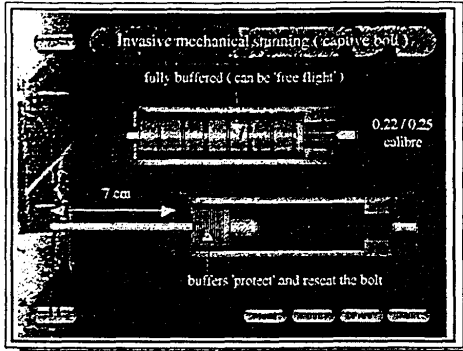 Invasive mechanical stunning ( captive bolt )
fully buffered ( can be 'free flight' )
0.22 / 0.25
calibre
7 cm
buffers 'protect' and reseat the bolt